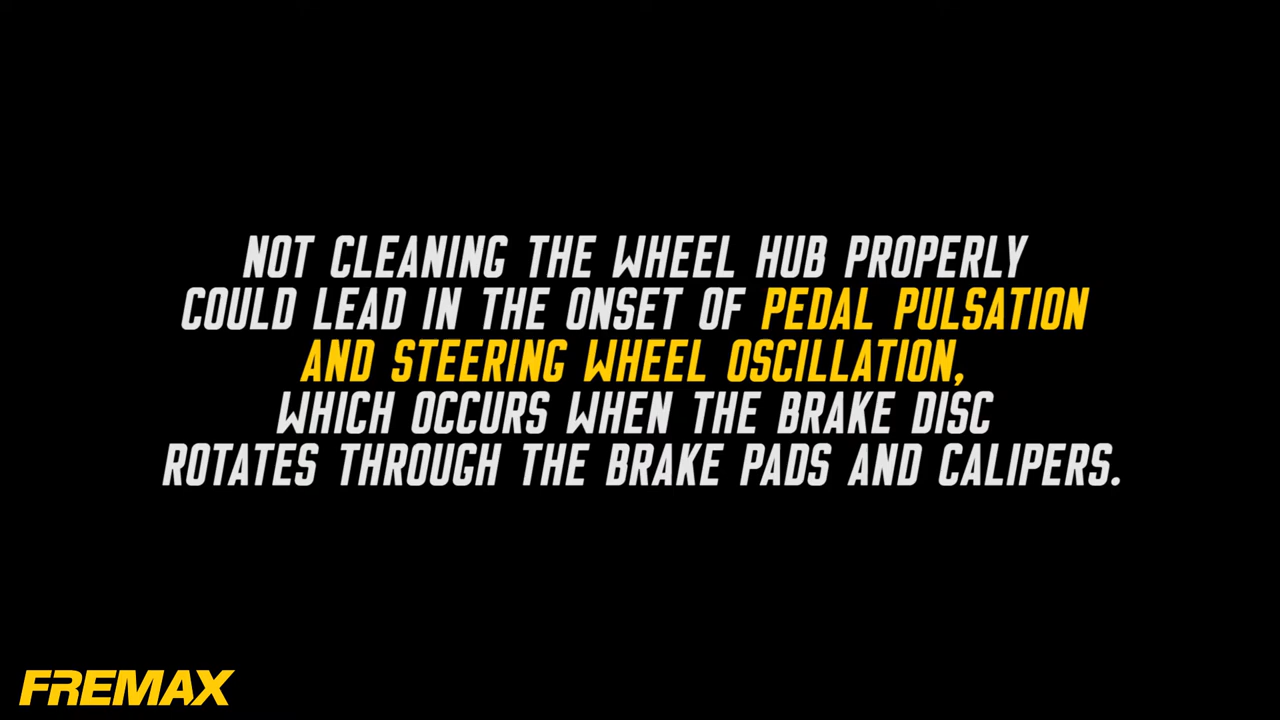 NOT CLEANING THE WHEEL HUB PROPERLY
COULD LEAD IN THE ONSET OF PEDAL PULSATION
AND STEERING WHEEL OSCILLATION,
WHICH OCCURS WHEN THE BRAKE DISC
ROTATES THROUGH THE BRAKE PADS AND CALIPERS.
FREMAX